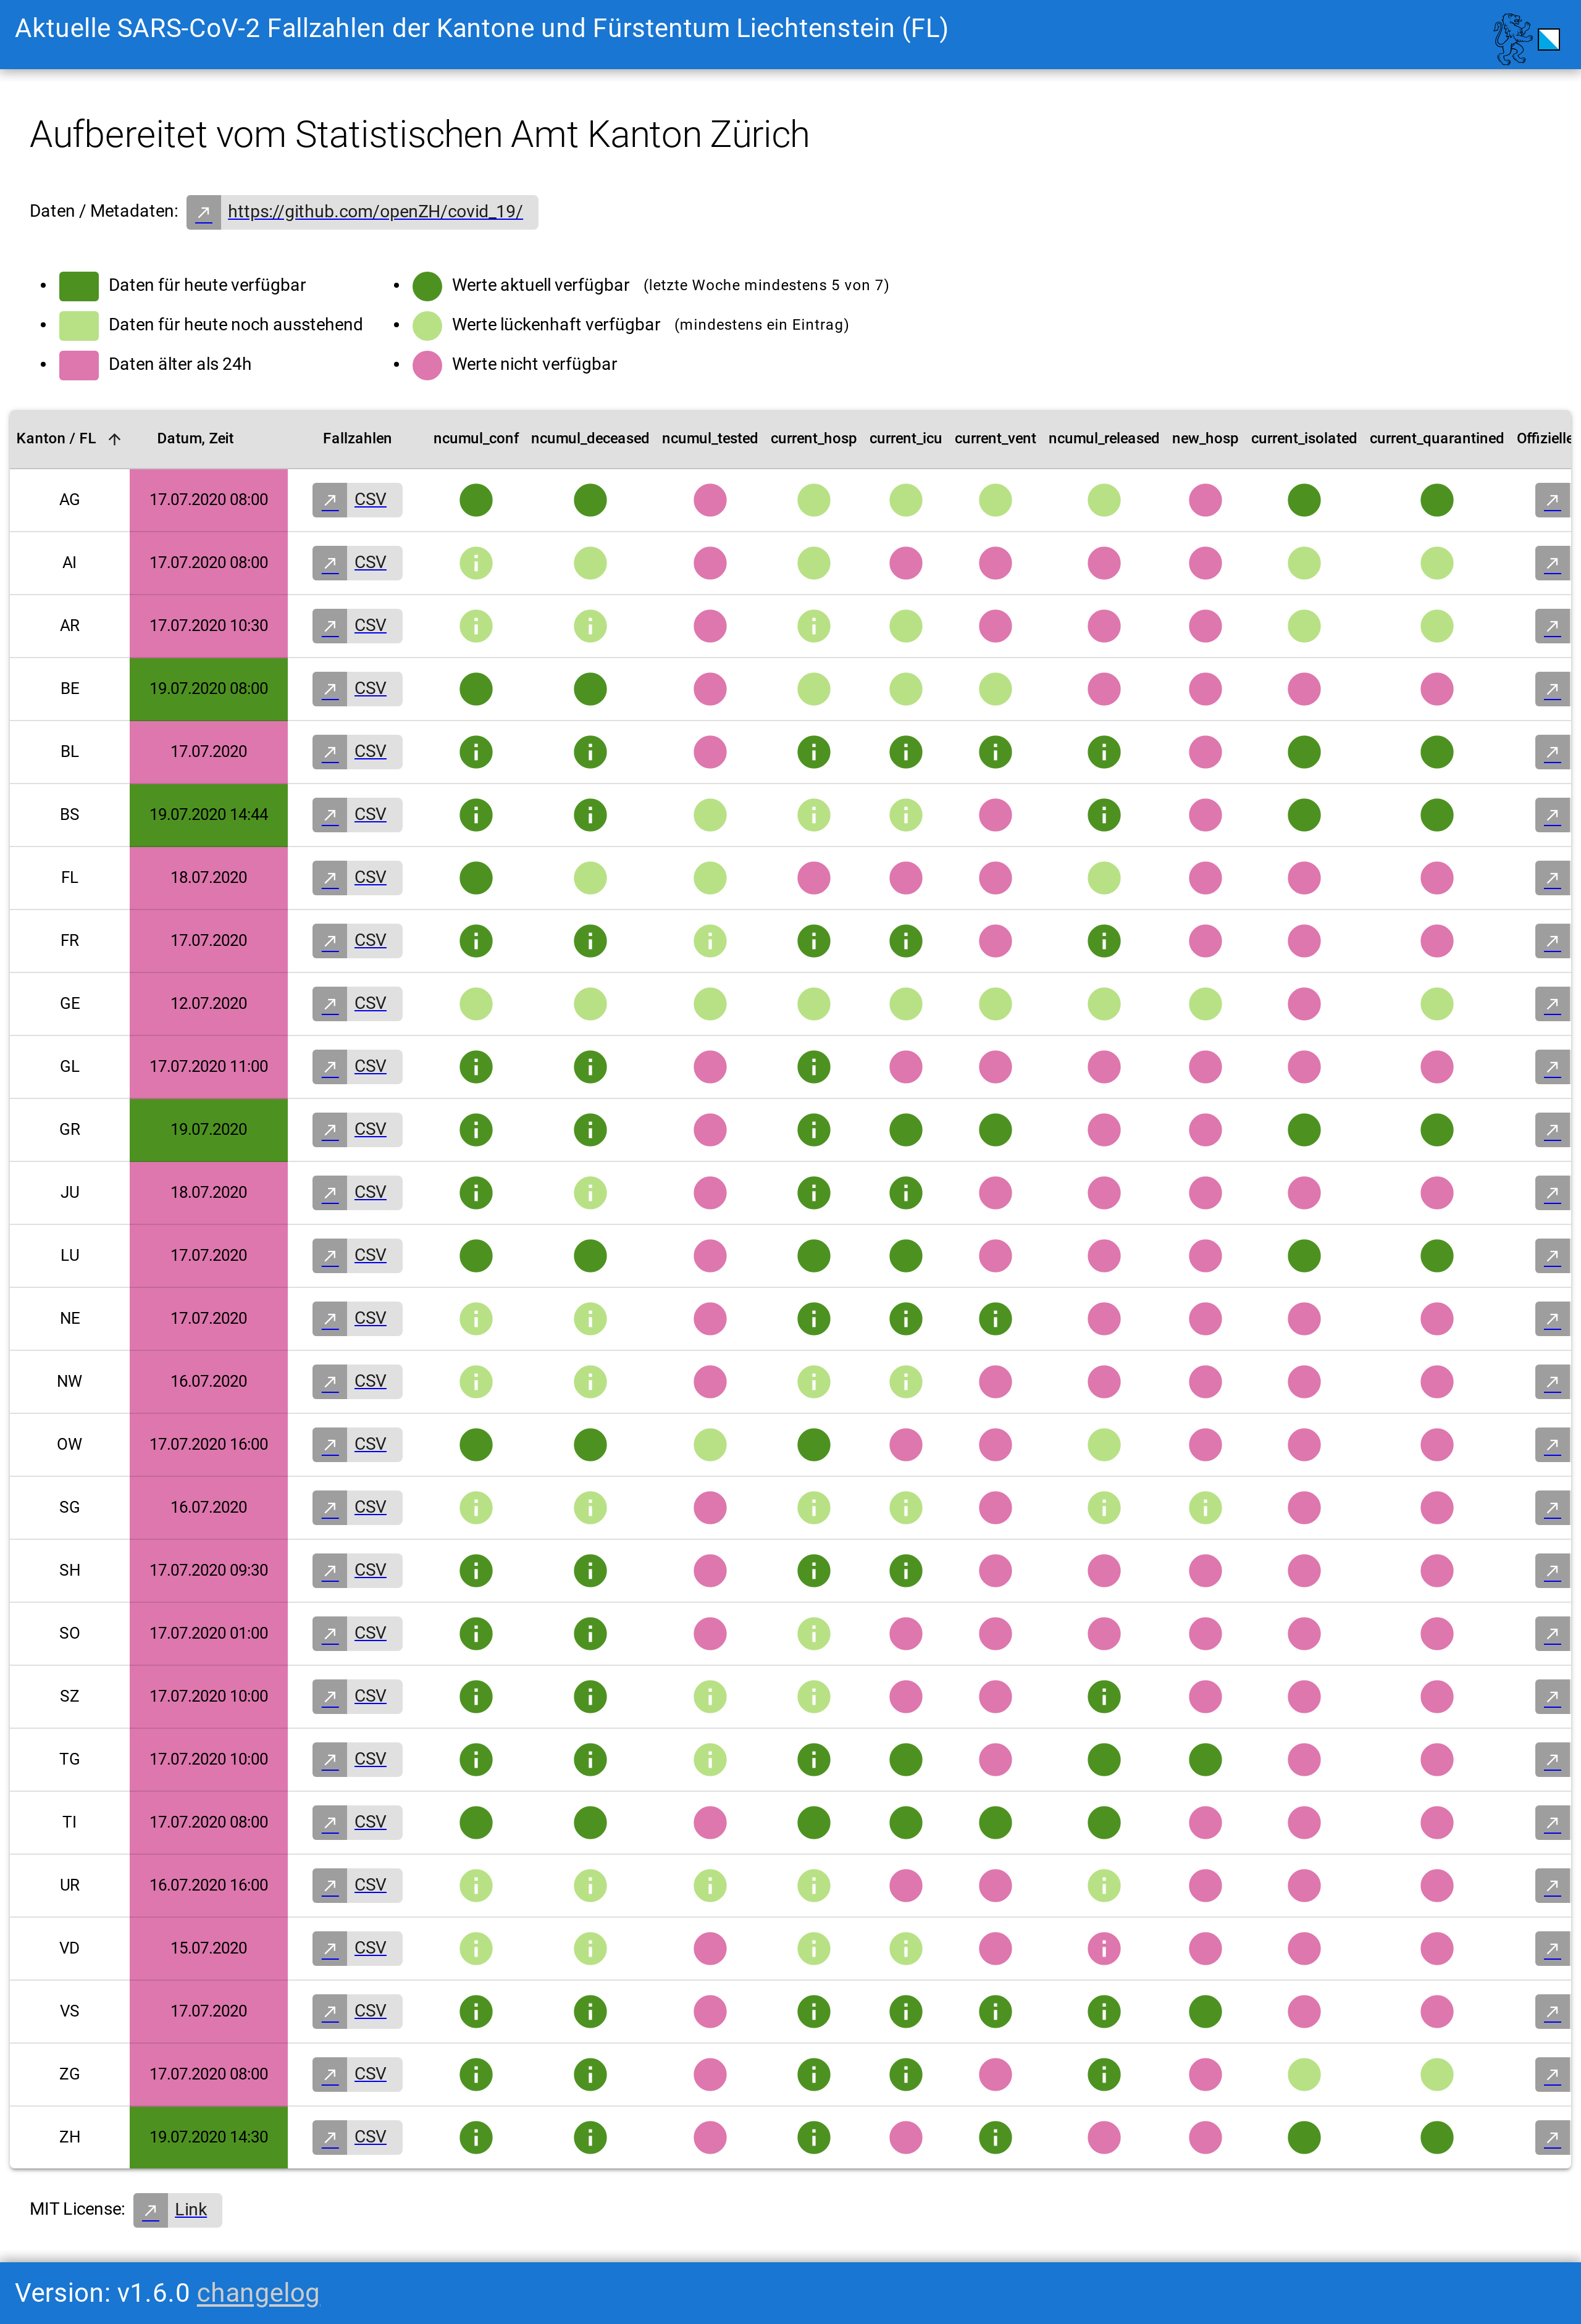 Aktuelle SARS-CoV-2 Fallzahlen der Kantone und Fürstentum Liechtenstein (FL)
Aufbereitet vom Statistischen Amt Kanton Zürich
Daten / Metadaten: https://github.com/openZH/covid_19/
Daten für heute verfügbar
Daten für heute noch ausstehend
Daten älter als 24h
Werte aktuell verfügbar (letzte Woche mindestens 5 von 7)
Werte lückenhaft verfügbar (mindestens ein Eintrag)
Werte nicht verfügbar
Kanton / FL Datum, Zeit Fallzahlen ncumul_conf ncumul_deceased ncumul_tested current_hosp current_icu current_vent ncumul_released new_hosp current_isolated current_quarantined Offizielle
AG 17.07.2020 08:00 CSV
AI 17.07.2020 08:00 CSV
AR 17.07.2020 10:30 CSV
BE 19.07.2020 08:00 CSV
BL 17.07.2020 CSV
BS 19.07.2020 14:44 CSV
FL 18.07.2020 CSV
FR 17.07.2020 CSV
GE 12.07.2020 CSV
GL 17.07.2020 11:00 CSV
GR 19.07.2020 CSV
JU 18.07.2020 CSV
LU 17.07.2020 CSV
NE 17.07.2020 CSV
NW 16.07.2020 CSV
OW 17.07.2020 16:00 CSV
SG 16.07.2020 CSV
SH 17.07.2020 09:30 CSV
SO 17.07.2020 01:00 CSV
SZ 17.07.2020 10:00 CSV
TG 17.07.2020 10:00 CSV
TI 17.07.2020 08:00 CSV
UR 16.07.2020 16:00 CSV
VD 15.07.2020 CSV
VS 17.07.2020 CSV
ZG 17.07.2020 08:00 CSV
ZH 19.07.2020 14:30 CSV
MIT License: Link
Version: v1.6.0 changelog